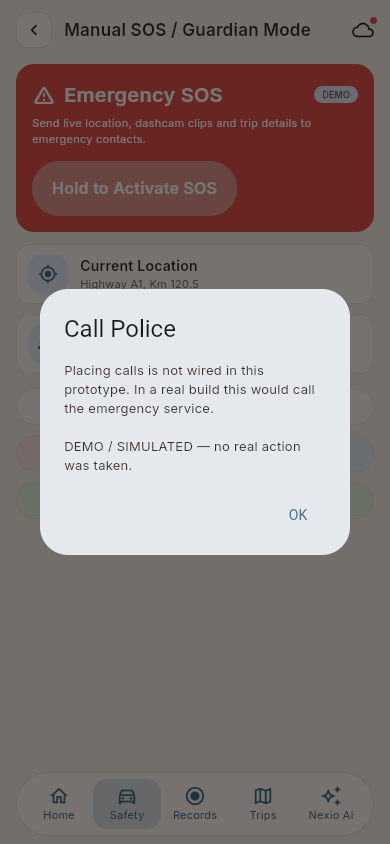 Manual SOS / Guardian Mode
Emergency SOS
DEMO
Send live location, dashcam clips and trip details to
emergency contacts.
Hold to Activate SOS
Current Location
Highway A1, Km 120.5
Call Police
Placing calls is not wired in this
prototype. In a real build this would call
the emergency service.
DEMO / SIMULATED — no real action
was taken.
OK
Home
Safety
Records
Trips
Nexio Ai